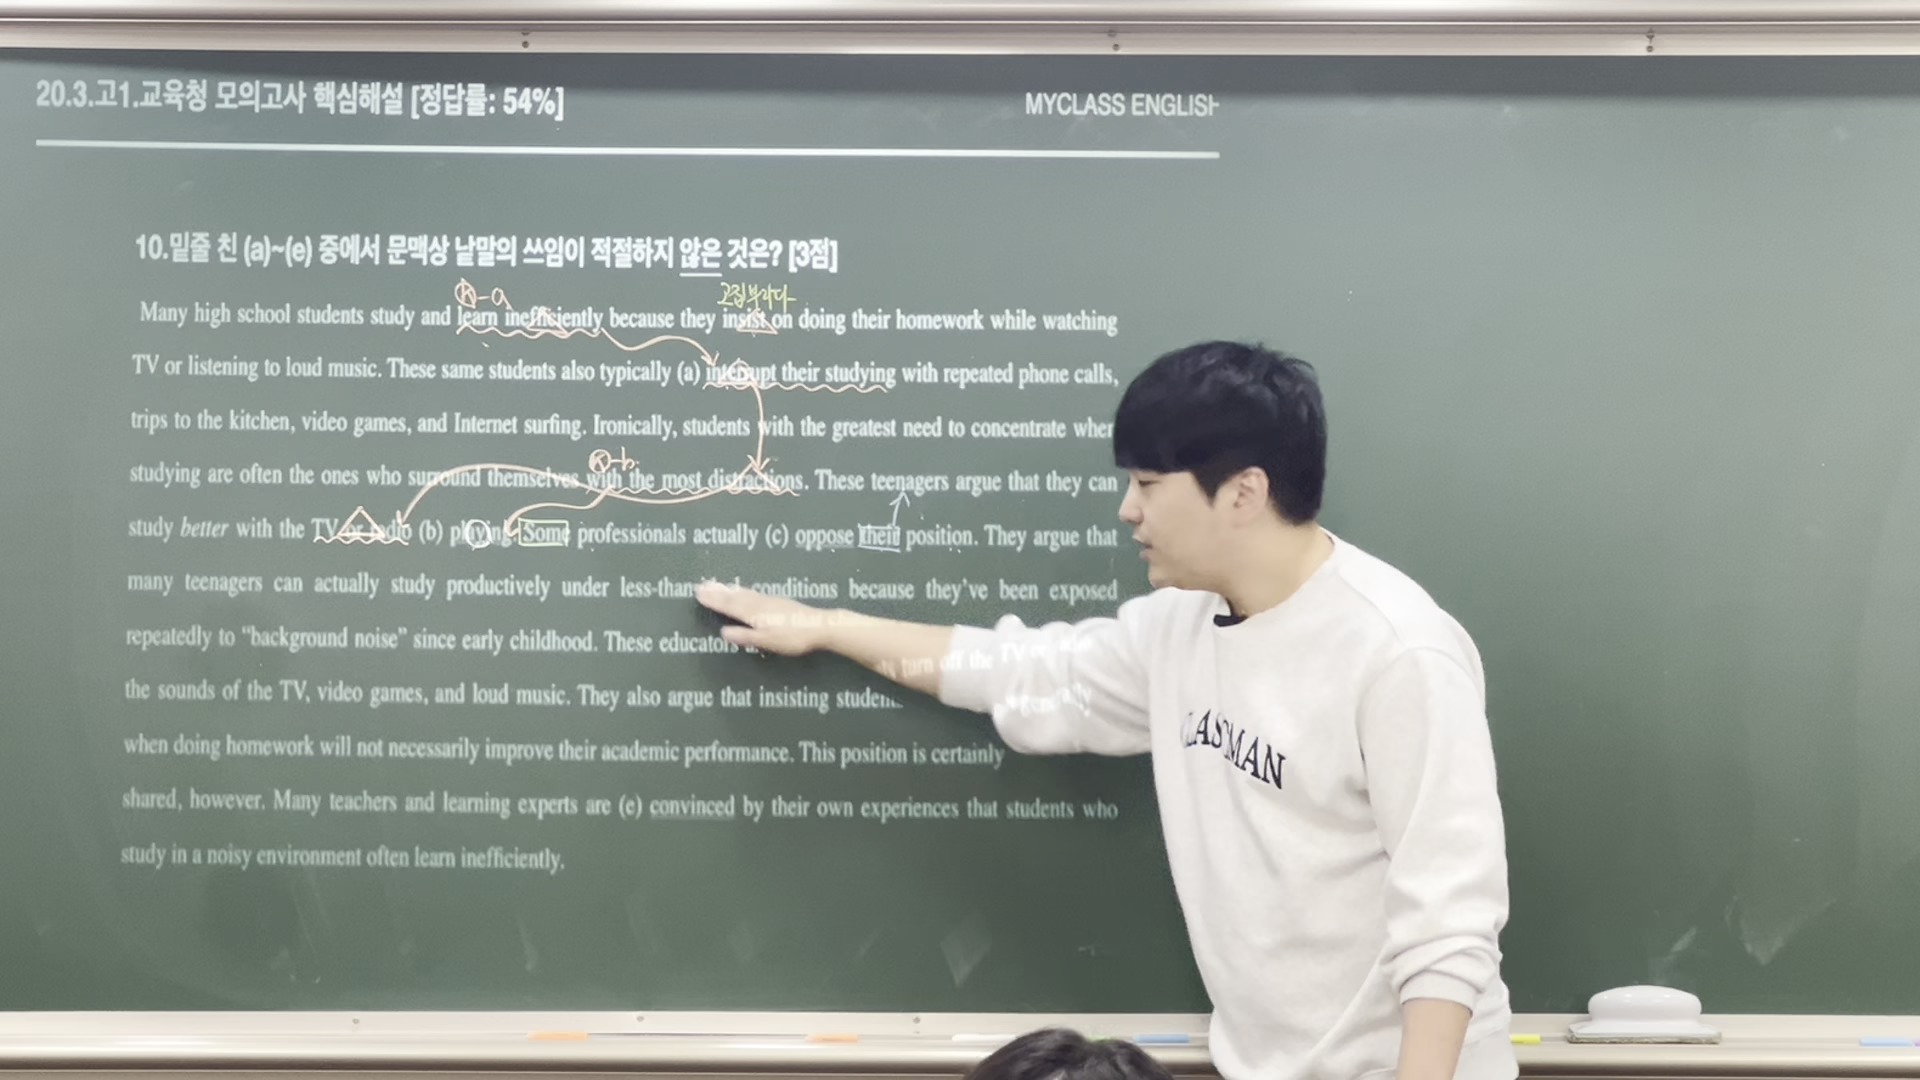 20.3.고1.교육청 모의고사 핵심해설 [정답률: 54%]
MYCLASS ENGLISH
10.밑줄 친 (a)~(e) 중에서 문맥상 낱말의 쓰임이 적절하지 않은 것은? [3점]
K-a
고집부리다
Many high school students study and learn inefficiently because they insist on doing their homework while watching
TV or listening to loud music. These same students also typically (a) interrupt their studying with repeated phone calls,
trips to the kitchen, video games, and Internet surfing. Ironically, students with the greatest need to concentrate when
K-b
studying are often the ones who surround themselves with the most distractions. These teenagers argue that they can
study better with the TV or radio (b) playing. Some professionals actually (c) oppose their position. They argue that
many teenagers can actually study productively under less-than conditions because they've been exposed
repeatedly to "background noise" since early childhood. These educators
turn off the TV or
the sounds of the TV, video games, and loud music. They also argue that insisting
when doing homework will not necessarily improve their academic performance. This position is certainly
shared, however. Many teachers and learning experts are (e) convinced by their own experiences that students who
study in a noisy environment often learn inefficiently.